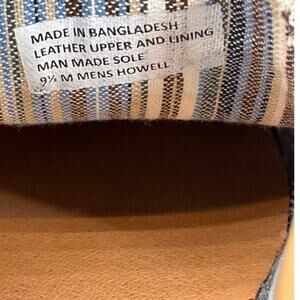 MADE IN BANGLADESH
LEATHER UPPER AND LINING
MAN MADE SOLE
9½ M MENS HOWELL